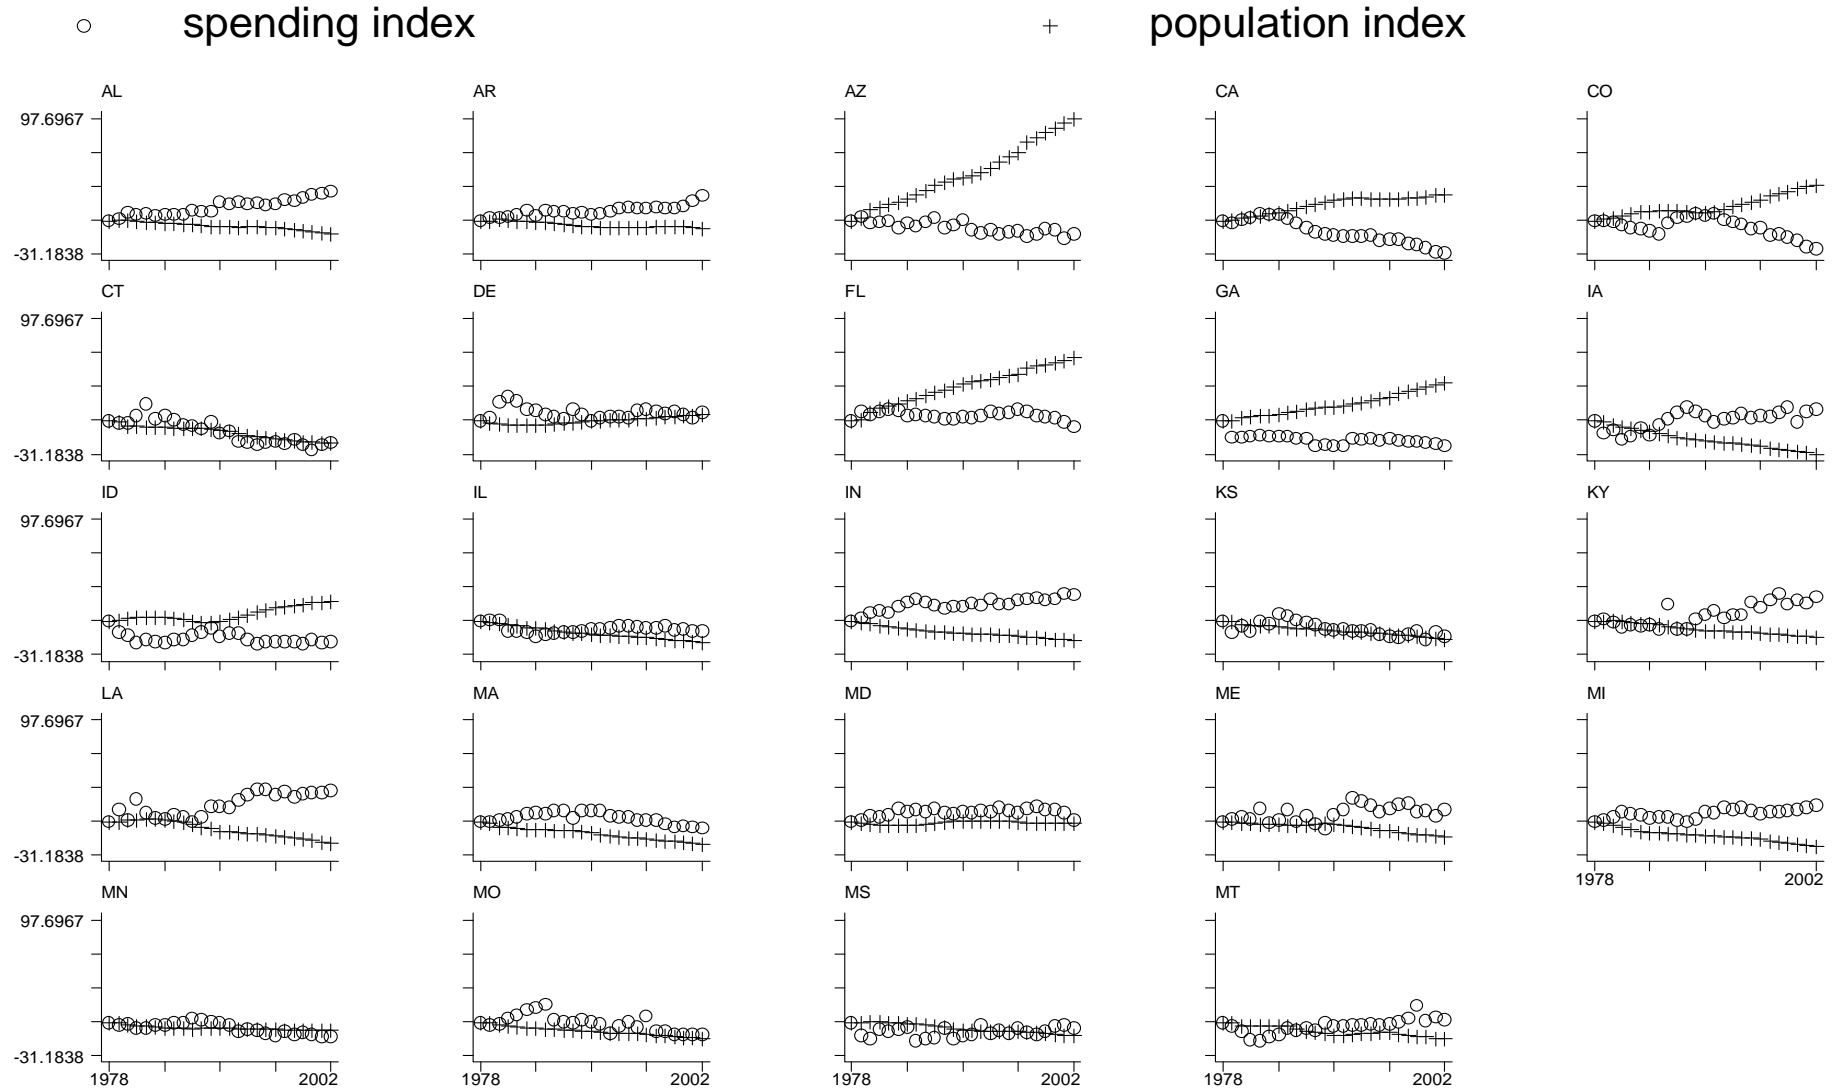 spending index population index
AL AR AZ CA CO
97.6967
-31.1838
CT DE FL GA IA
97.6967
-31.1838
ID IL IN KS KY
97.6967
-31.1838
LA MA MD ME MI
97.6967
-31.1838
1978 2002
MN MO MS MT
97.6967
-31.1838
1978 2002 1978 2002 1978 2002 1978 2002